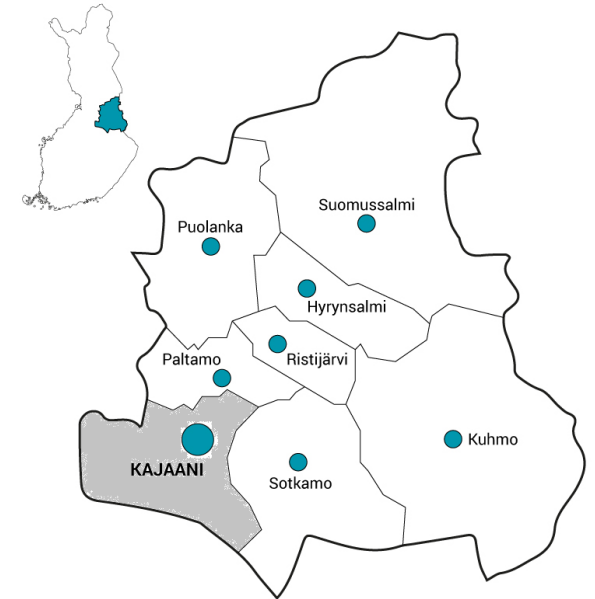 Suomussalmi
Puolanka
Hyrynsalmi
Paltamo
Ristijärvi
Kuhmo
KAJAANI
Sotkamo